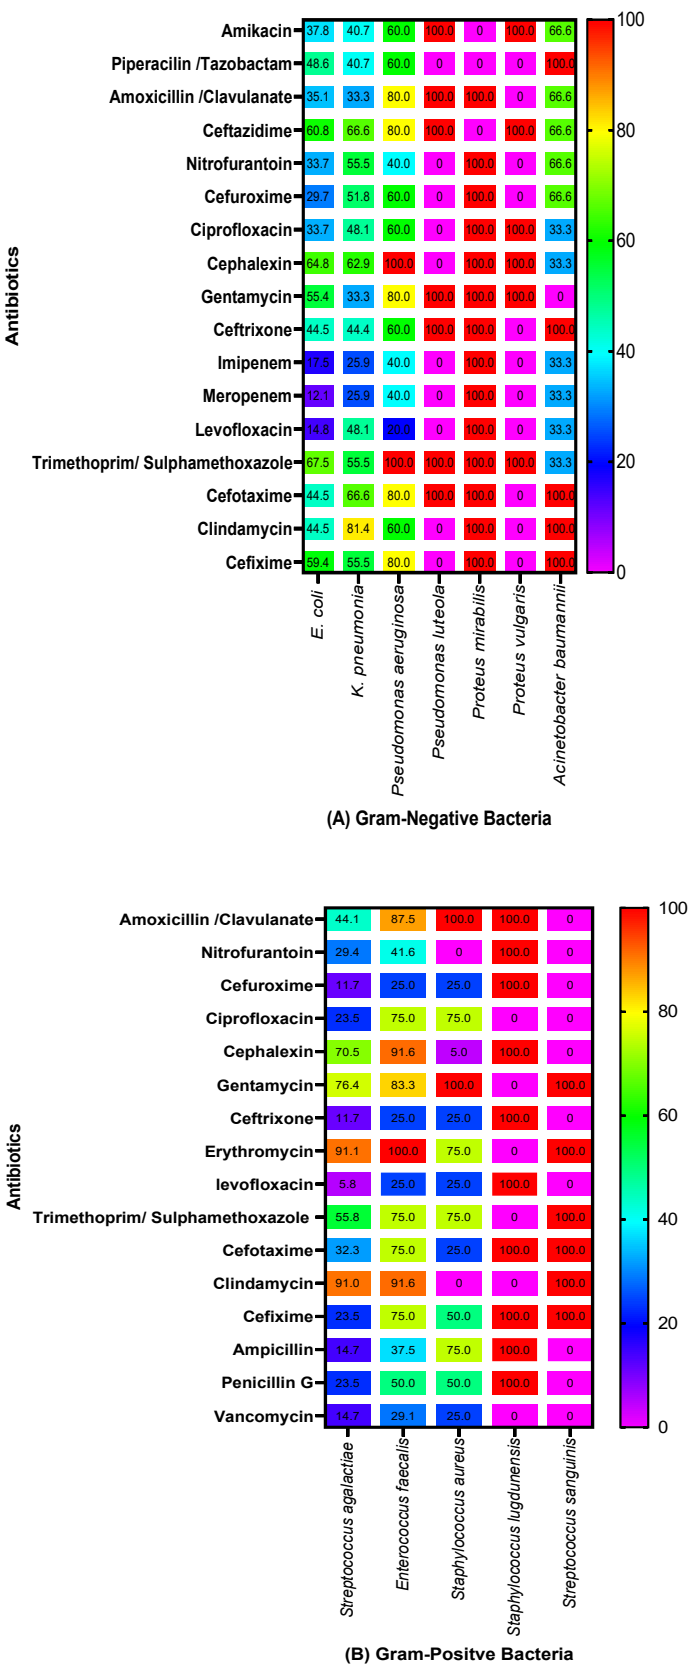 Antibiotics
Amikacin 37.8 40.7 60.0 100.0 0 100.0 66.6
Piperacilin /Tazobactam 48.6 40.7 60.0 0 0 0 100.0
Amoxicillin /Clavulanate 35.1 33.3 80.0 100.0 100.0 0 66.6
Ceftazidime 60.8 66.6 80.0 100.0 0 100.0 66.6
Nitrofurantoin 33.7 55.5 40.0 0 100.0 0 66.6
Cefuroxime 29.7 51.8 60.0 0 100.0 0 66.6
Ciprofloxacin 33.7 48.1 60.0 0 100.0 100.0 33.3
Cephalexin 64.8 62.9 100.0 0 100.0 100.0 33.3
Gentamycin 55.4 33.3 80.0 100.0 100.0 100.0 0
Ceftrixone 44.5 44.4 60.0 100.0 100.0 0 100.0
Imipenem 17.5 25.9 40.0 0 100.0 0 33.3
Meropenem 12.1 25.9 40.0 0 100.0 0 33.3
Levofloxacin 14.8 48.1 20.0 0 100.0 0 33.3
Trimethoprim/ Sulphamethoxazole 67.5 55.5 100.0 100.0 100.0 100.0 33.3
Cefotaxime 44.5 66.6 80.0 100.0 100.0 0 100.0
Clindamycin 44.5 81.4 60.0 0 100.0 0 100.0
Cefixime 59.4 55.5 80.0 0 100.0 0 100.0
100
80
60
40
20
0
E. coli
K. pneumonia
Pseudomonas aeruginosa
Pseudomonas luteola
Proteus mirabilis
Proteus vulgaris
Acinetobacter baumannii
(A) Gram-Negative Bacteria
Antibiotics
Amoxicillin /Clavulanate 44.1 87.5 100.0 100.0 0
Nitrofurantoin 29.4 41.6 0 100.0 0
Cefuroxime 11.7 25.0 25.0 100.0 0
Ciprofloxacin 23.5 75.0 75.0 0 0
Cephalexin 70.5 91.6 5.0 100.0 0
Gentamycin 76.4 83.3 100.0 0 100.0
Ceftrixone 11.7 25.0 25.0 100.0 0
Erythromycin 91.1 100.0 75.0 0 100.0
levofloxacin 5.8 25.0 25.0 100.0 0
Trimethoprim/ Sulphamethoxazole 55.8 75.0 75.0 0 100.0
Cefotaxime 32.3 75.0 25.0 100.0 100.0
Clindamycin 91.0 91.6 0 0 100.0
Cefixime 23.5 75.0 50.0 100.0 100.0
Ampicillin 14.7 37.5 75.0 100.0 0
Penicillin G 23.5 50.0 50.0 100.0 0
Vancomycin 14.7 29.1 25.0 0 0
100
80
60
40
20
0
Streptococcus agalactiae
Enterococcus faecalis
Staphylococcus aureus
Staphylococcus lugdunensis
Streptococcus sanguinis
(B) Gram-Positve Bacteria